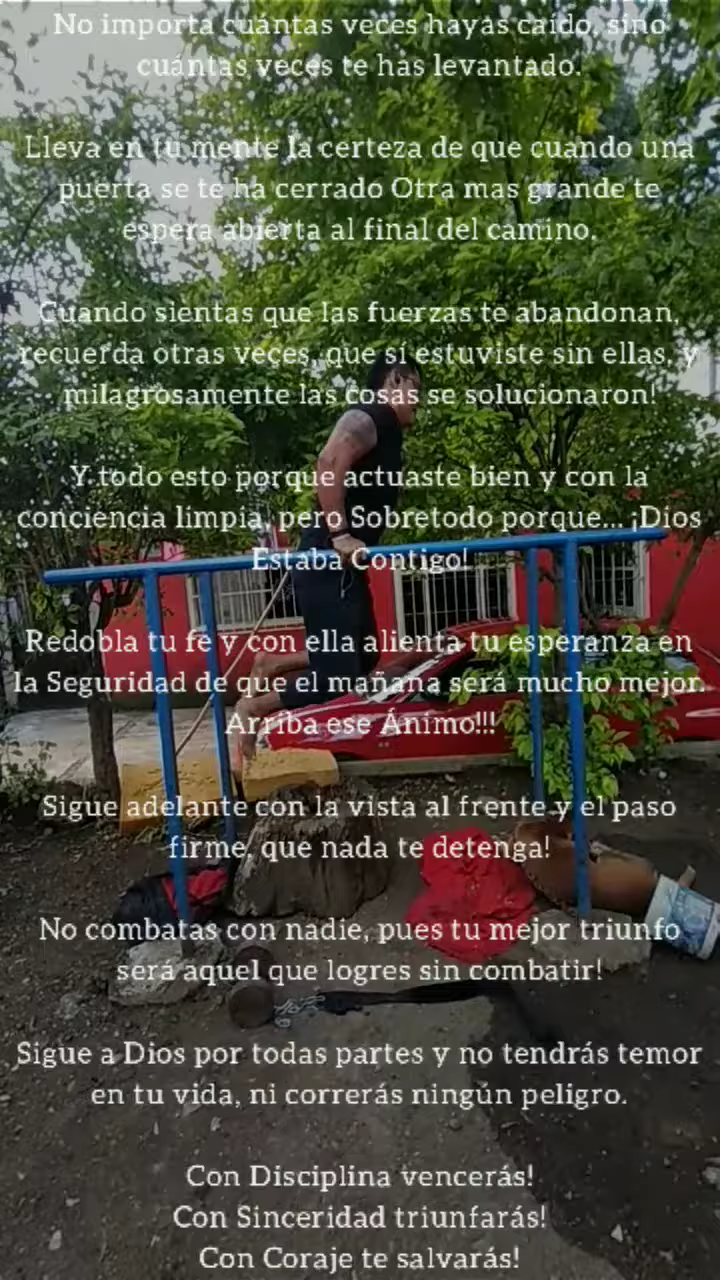 No importa cuántas veces hayas caído, sino
cuántas veces te has levantado.
Lleva en tu mente la certeza de que cuando una
puerta se te ha cerrado Otra mas grande te
espera abierta al final del camino.
Cuando sientas que las fuerzas te abandonan,
recuerda otras veces, que sí estuviste sin ellas, y
milagrosamente las cosas se solucionaron!
Y todo esto porque actuaste bien y con la
conciencia limpia, pero Sobretodo porque... ¡Dios
Estaba Contigo!
Redobla tu fe y con ella alienta tu esperanza en
la Seguridad de que el mañana será mucho mejor.
Arriba ese Ánimo!!!
Sigue adelante con la vista al frente y el paso
firme, que nada te detenga!
No combatas con nadie, pues tu mejor triunfo
será aquel que logres sin combatir!
Sigue a Dios por todas partes y no tendrás temor
en tu vida, ni correrás ningún peligro.
Con Disciplina vencerás!
Con Sinceridad triunfarás!
Con Coraje te salvarás!